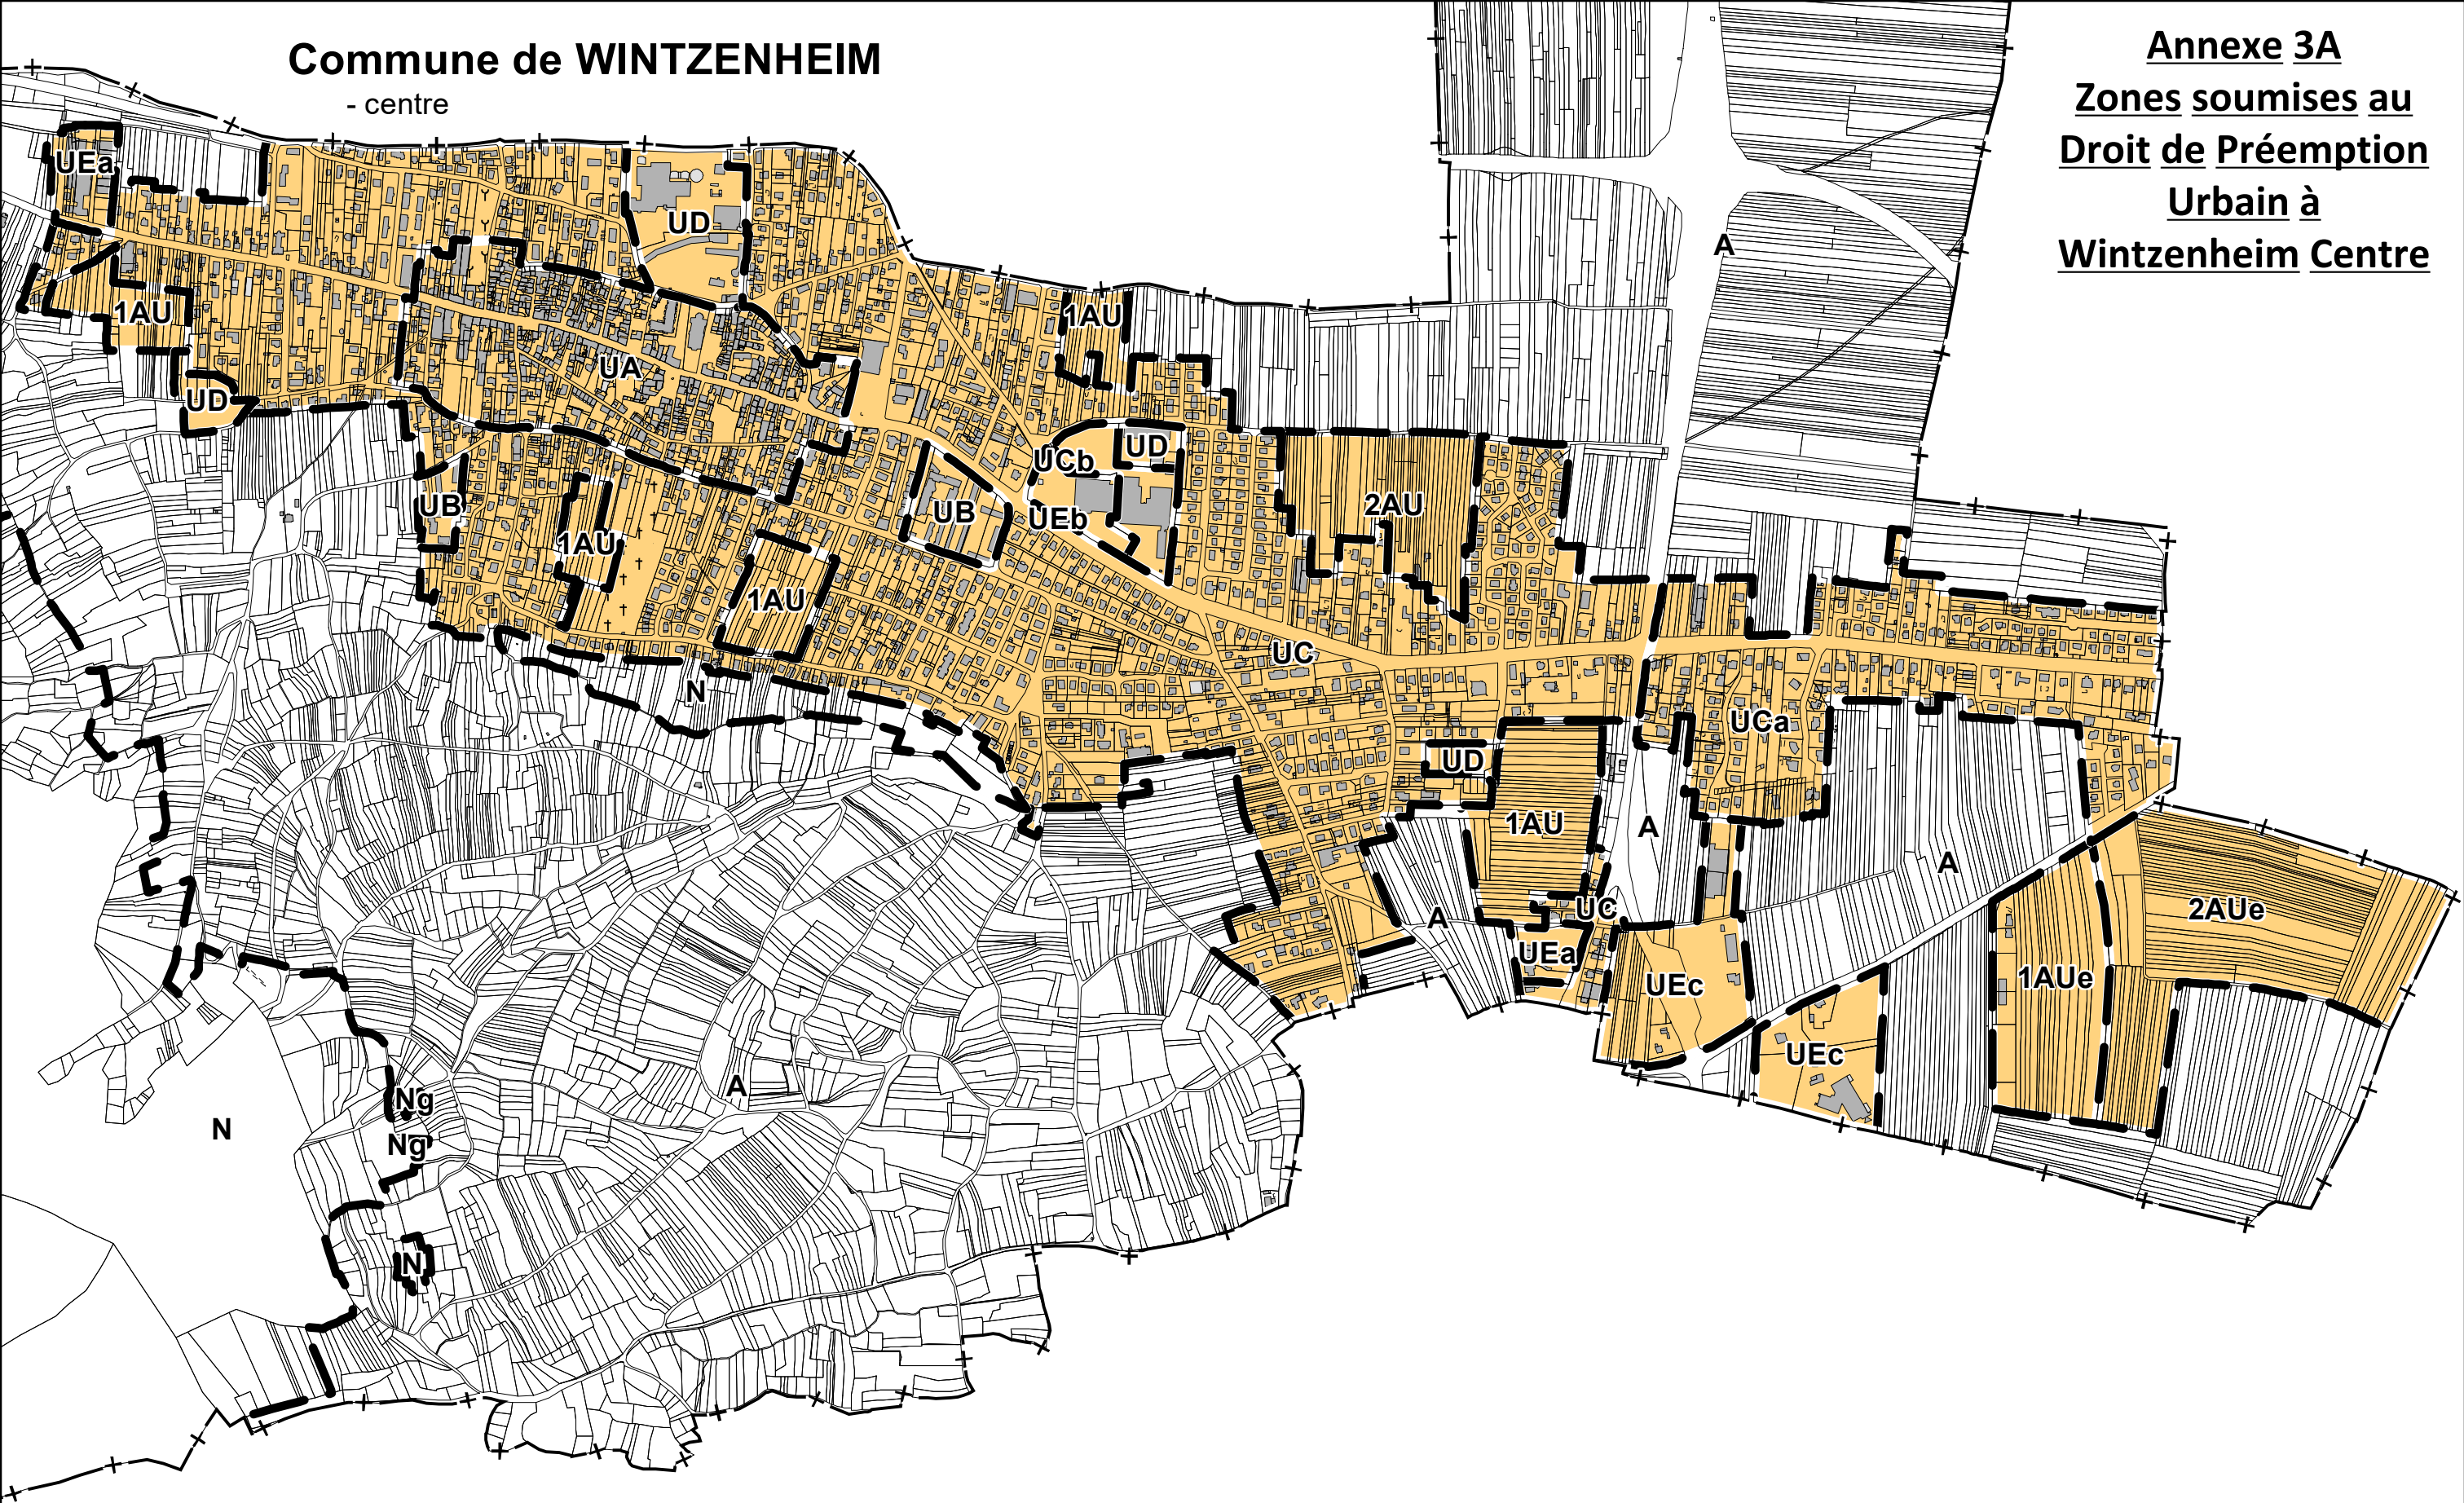 Commune de WINTZENHEIM
- centre
Annexe 3A
Zones soumises au
Droit de Préemption
Urbain à
Wintzenheim Centre
UEa
UD
A
1AU
1AU
UA
UD
UCb
UD
UB
1AU
UB
UEb
2AU
1AU
UC
N
UCa
UD
1AU
A
A
A
UC
2AUe
UEa
UEc
1AUe
UEc
A
Ng
N
Ng
N